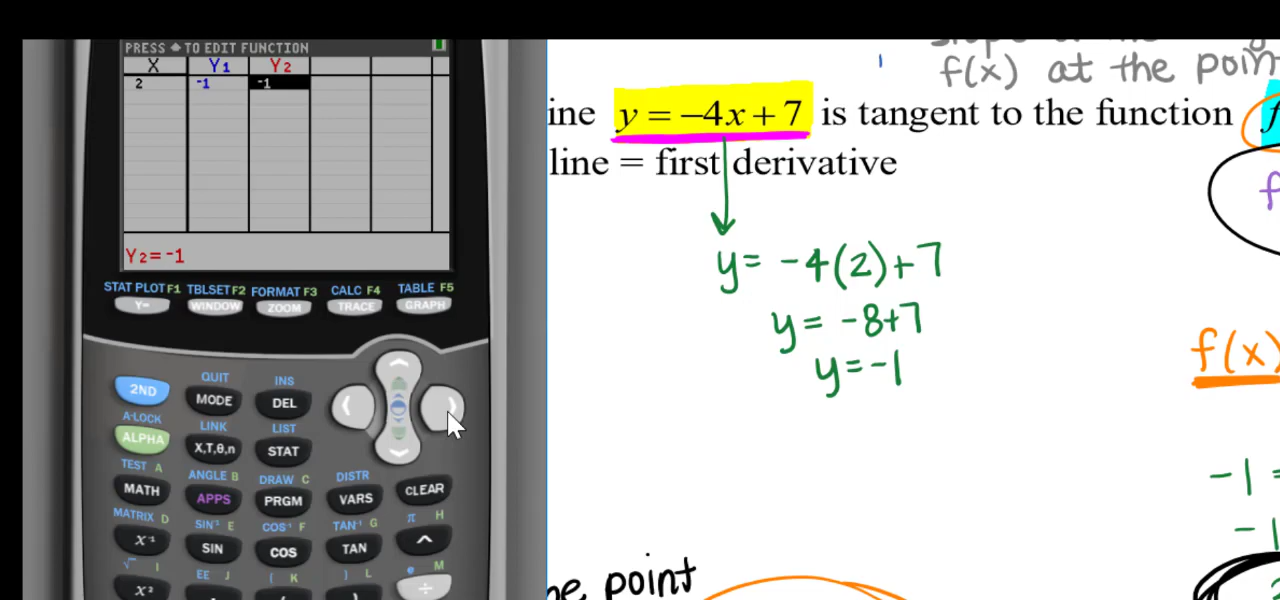 PRESS + TO EDIT FUNCTION
X Y1 Y2
2 -1 -1
Y2=-1
STAT PLOT F1 TBLSET F2 FORMAT F3 CALC F4 TABLE F5
Y= WINDOW ZOOM TRACE GRAPH
QUIT INS
2ND MODE DEL
A-LOCK LINK LIST
ALPHA X,T,θ,n STAT
TEST A ANGLE B DRAW C DISTR
MATH APPS PRGM VARS CLEAR
MATRIX D SIN⁻¹ E COS⁻¹ F TAN⁻¹ G π H
x⁻¹ SIN COS TAN ^
√ I EE J { K } L e M
x² , ( ) ÷
f(x) at the poin
ine y = −4x + 7 is tangent to the function f
line = first derivative
f
y = -4(2)+7
y = -8+7
y = -1
f(x)
-1 =
-1
he point